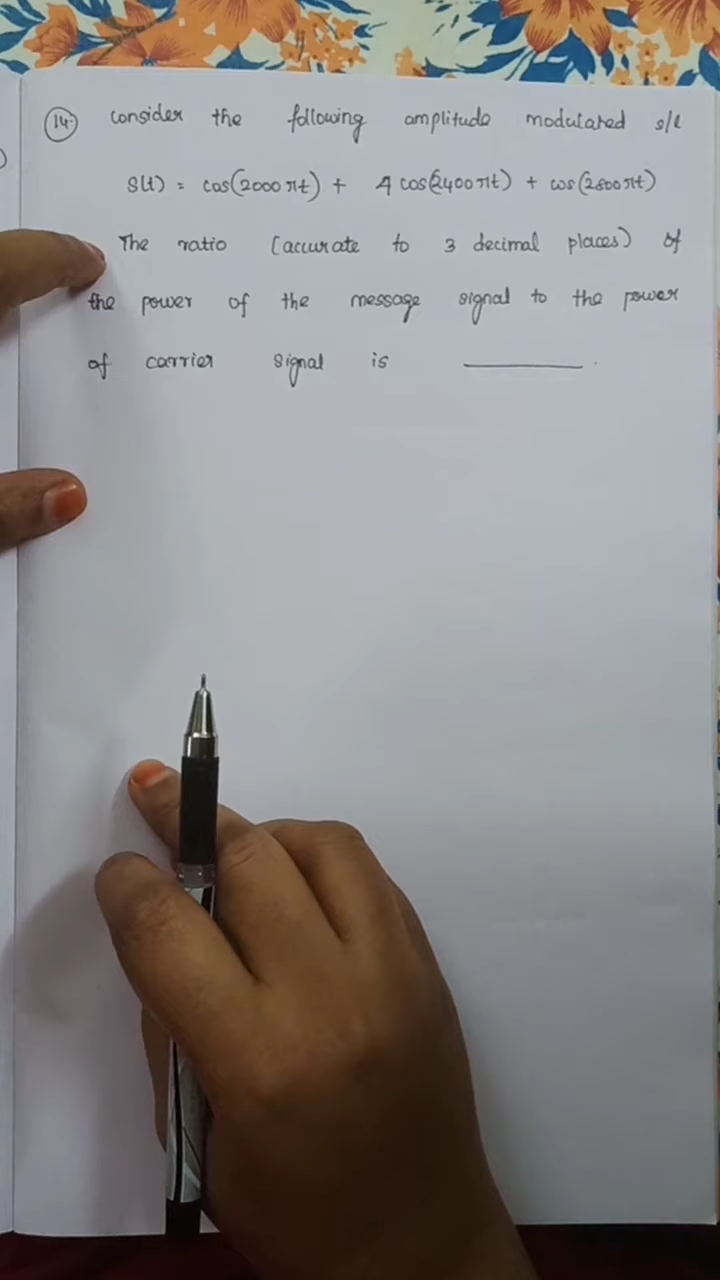 14. consider the following amplitude modulated s/l
S(t) = cos(2000πt) + 4 cos(2400πt) + cos(2800πt)
The ratio (accurate to 3 decimal places) of
the power of the message signal to the power
of carrier signal is ________.